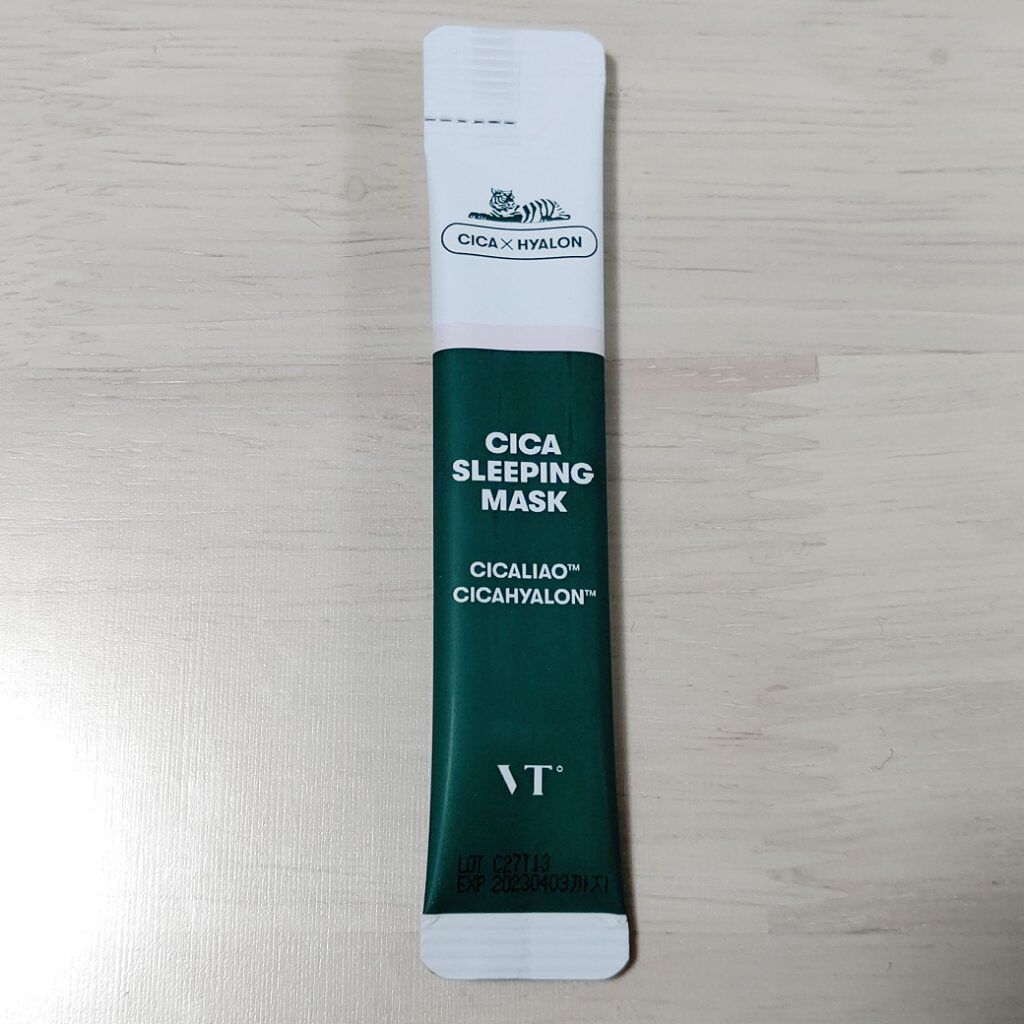 CICA × HYALON
CICA
SLEEPING
MASK
CICALIAO™
CICAHYALON™
VT°
LOT C27T13
EXP 20230403까지